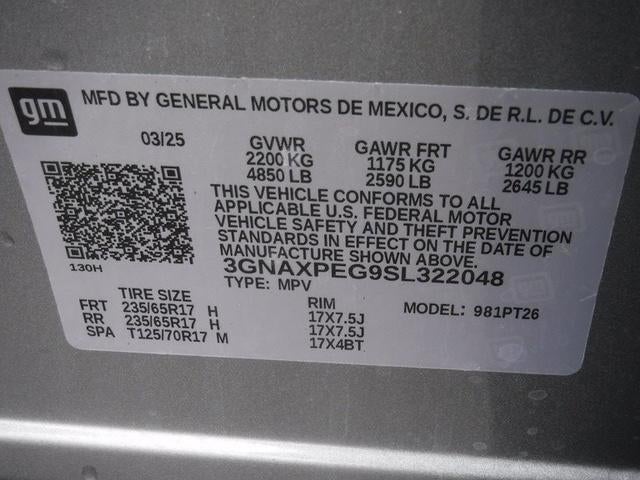 gm MFD BY GENERAL MOTORS DE MEXICO, S. DE R.L. DE C.V.
03/25 GVWR GAWR FRT GAWR RR
2200 KG 1175 KG 1200 KG
4850 LB 2590 LB 2645 LB
THIS VEHICLE CONFORMS TO ALL
APPLICABLE U.S. FEDERAL MOTOR
VEHICLE SAFETY AND THEFT PREVENTION
STANDARDS IN EFFECT ON THE DATE OF
MANUFACTURE SHOWN ABOVE.
130H 3GNAXPEG9SL322048
TYPE: MPV
TIRE SIZE RIM MODEL: 981PT26
FRT 235/65R17 H 17X7.5J
RR 235/65R17 H 17X7.5J
SPA T125/70R17 M 17X4BT